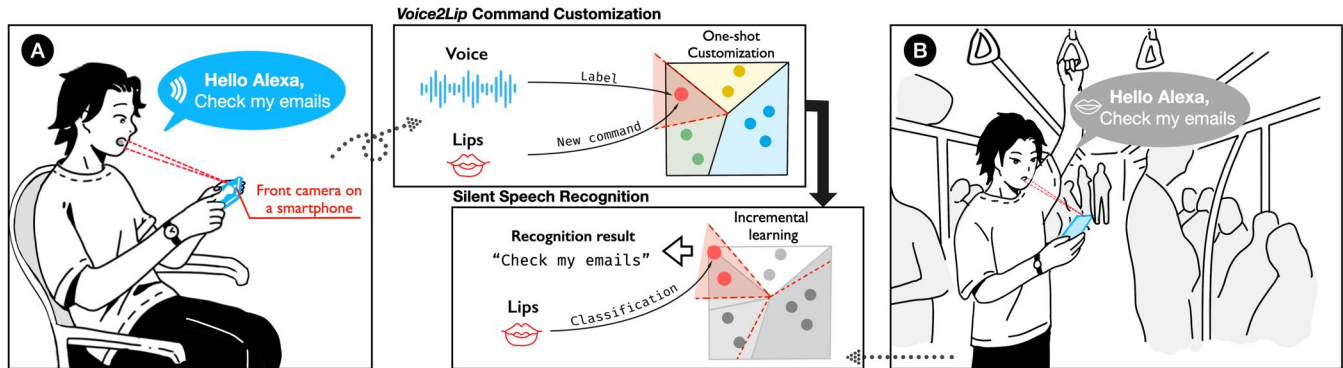 A
Hello Alexa,
Check my emails
Front camera on
a smartphone
Voice2Lip Command Customization
Voice
Label
Lips
New command
One-shot
Customization
Silent Speech Recognition
Recognition result
“Check my emails”
Lips
Classification
Incremental
learning
B
Hello Alexa,
Check my emails